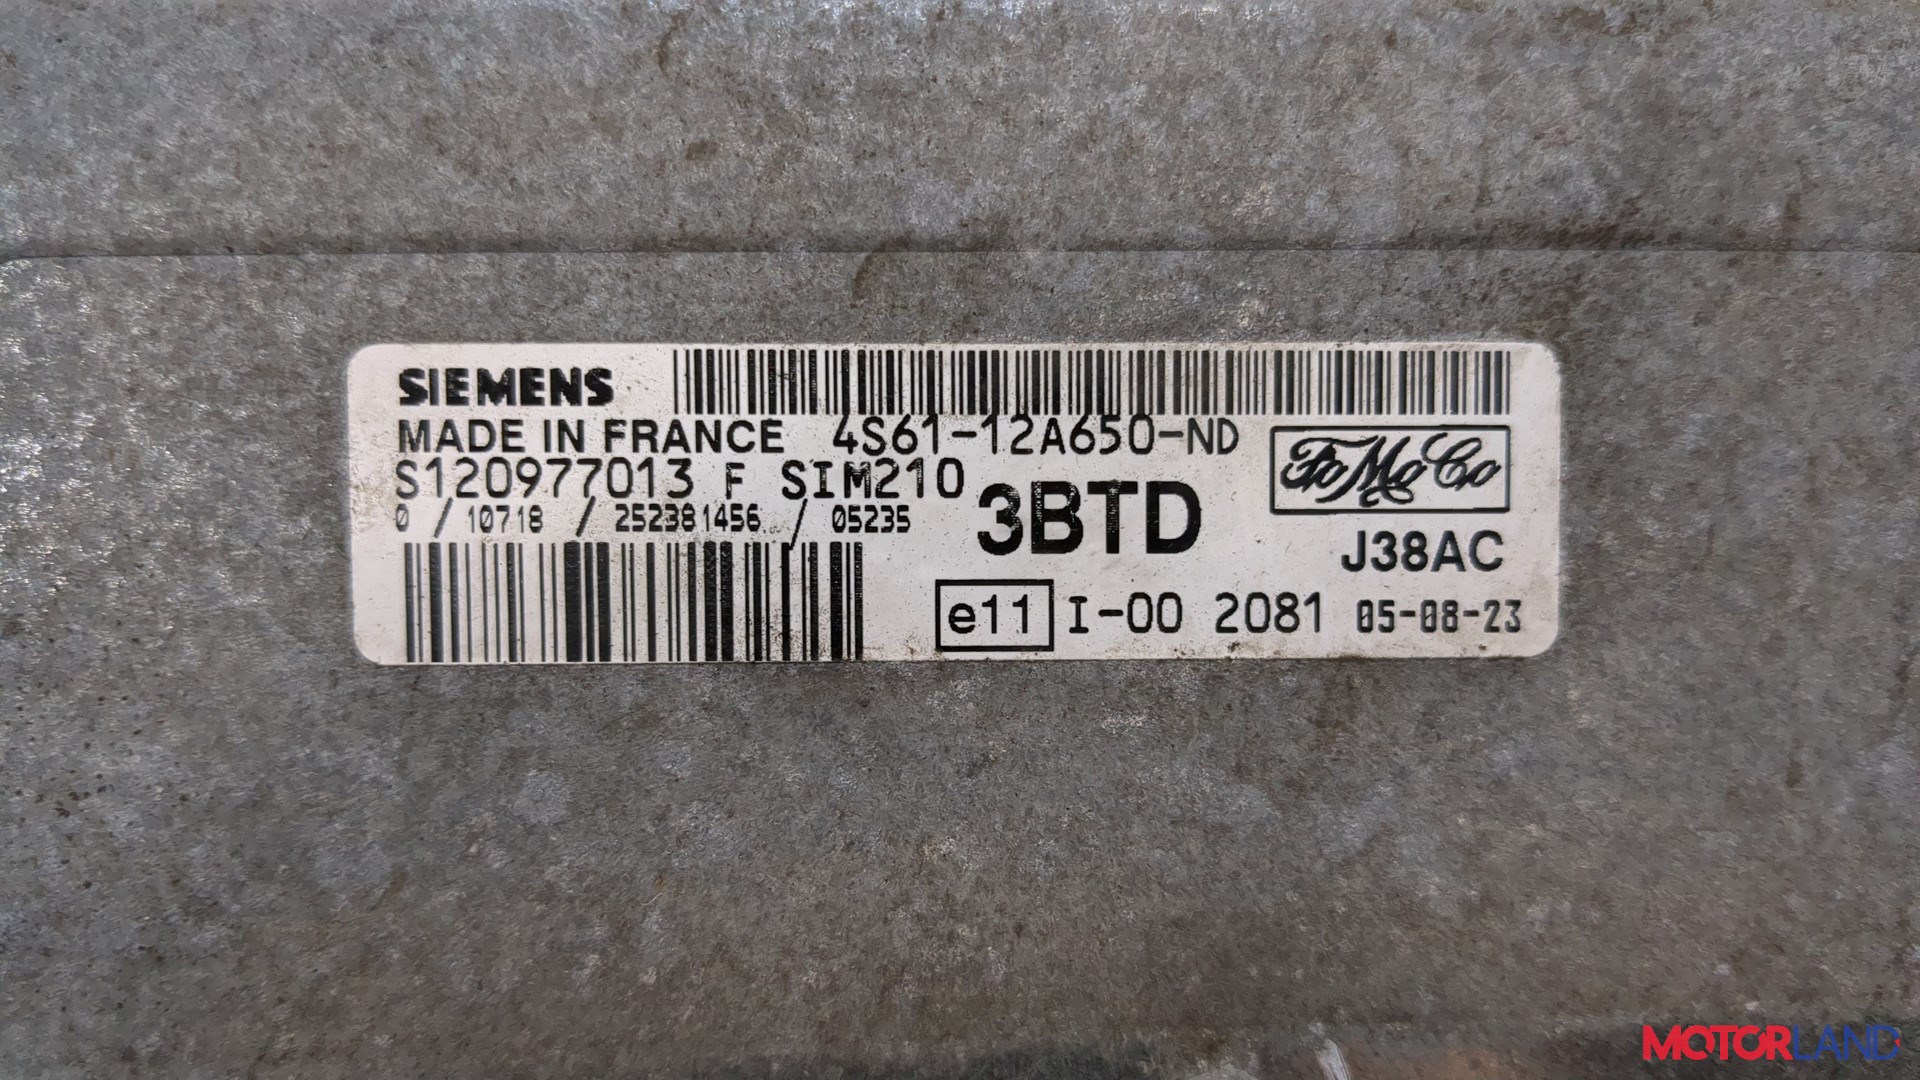 SIEMENS
MADE IN FRANCE 4S61-12A650-ND
S120977013 F SIM210
0 / 10718 / 252381456 / 05235
3BTD
FoMoCo
J38AC
e11 I-00 2081 05-08-23
MOTORLAND